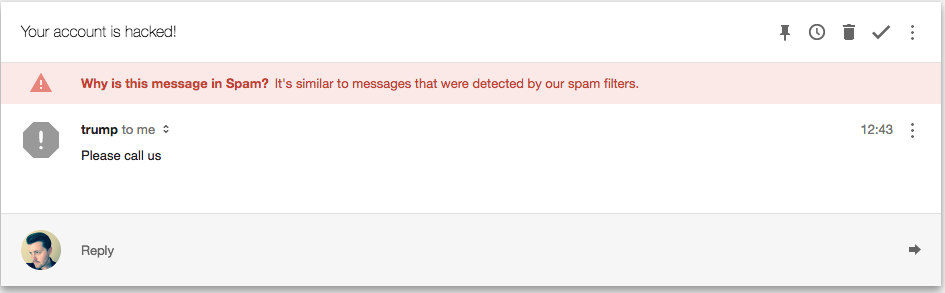 Your account is hacked!
Why is this message in Spam? It's similar to messages that were detected by our spam filters.
trump to me 12:43
Please call us
Reply